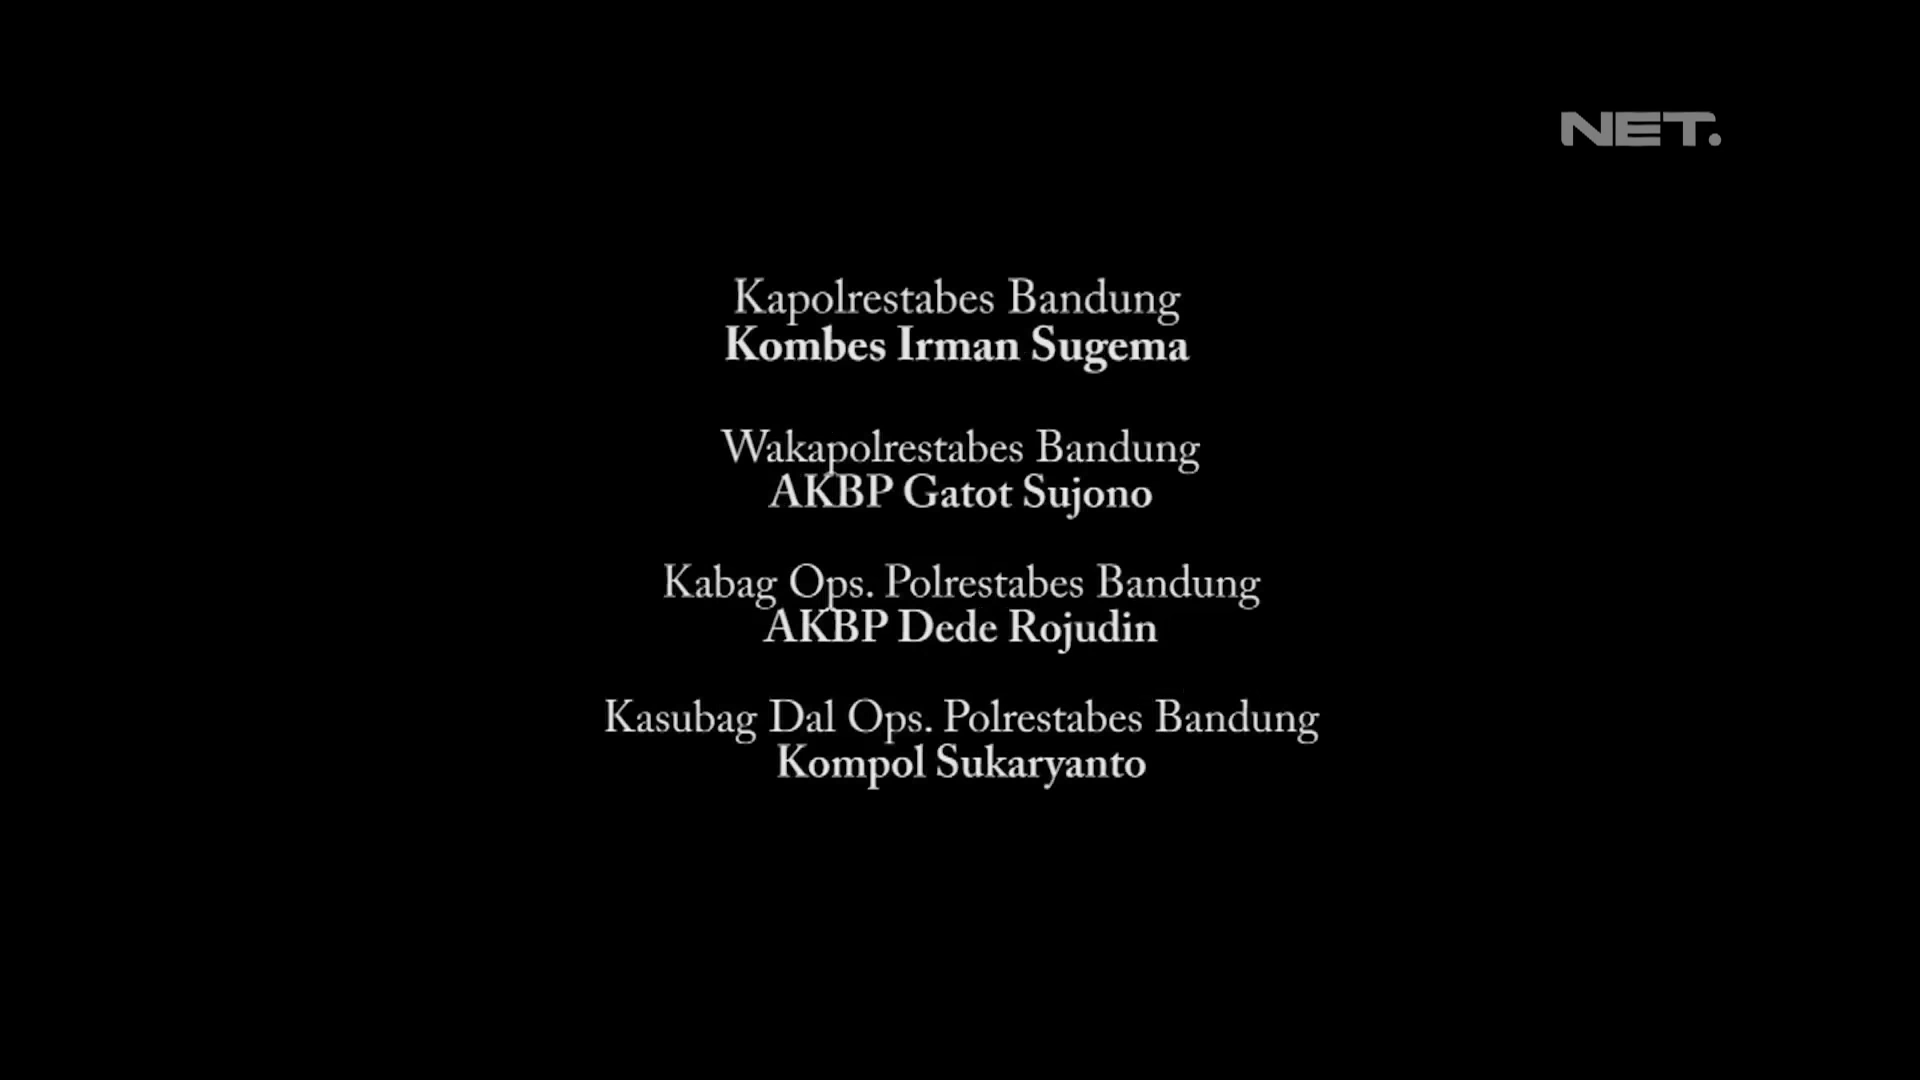 NET.
Kapolrestabes Bandung
Kombes Irman Sugema
Wakapolrestabes Bandung
AKBP Gatot Sujono
Kabag Ops. Polrestabes Bandung
AKBP Dede Rojudin
Kasubag Dal Ops. Polrestabes Bandung
Kompol Sukaryanto